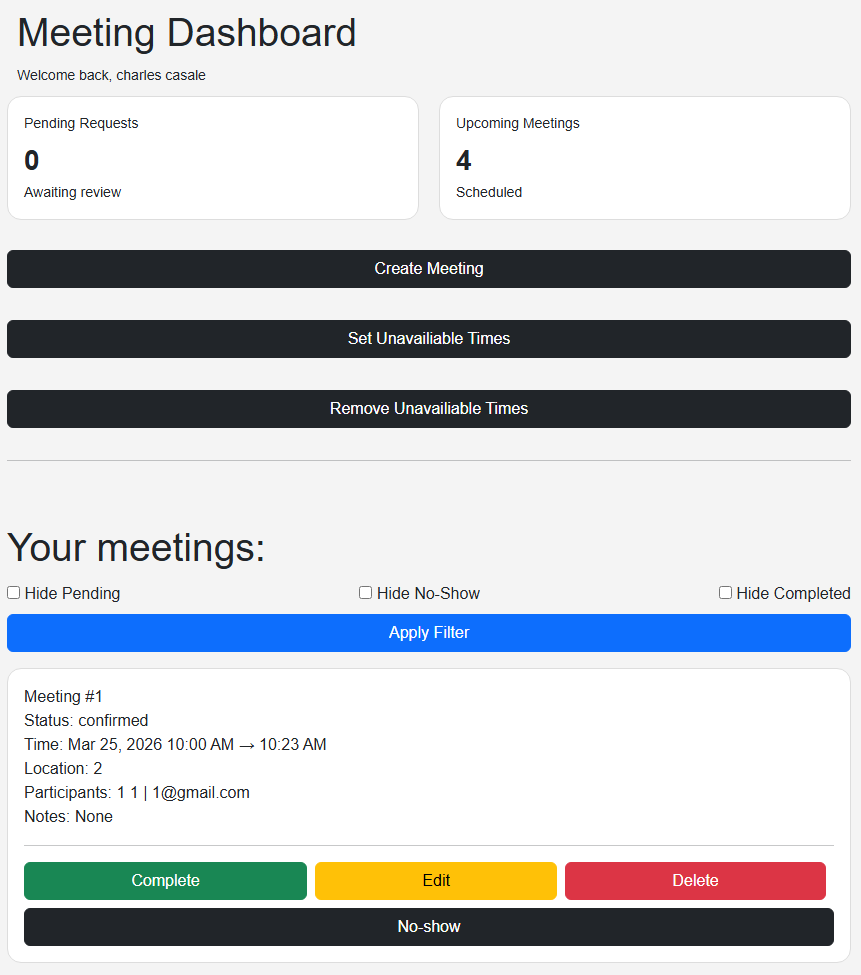 Meeting Dashboard
Welcome back, charles casale
Pending Requests
0
Awaiting review
Upcoming Meetings
4
Scheduled
Create Meeting
Set Unavailiable Times
Remove Unavailiable Times
Your meetings:
Hide Pending
Hide No-Show
Hide Completed
Apply Filter
Meeting #1
Status: confirmed
Time: Mar 25, 2026 10:00 AM → 10:23 AM
Location: 2
Participants: 1 1 | 1@gmail.com
Notes: None
Complete
Edit
Delete
No-show